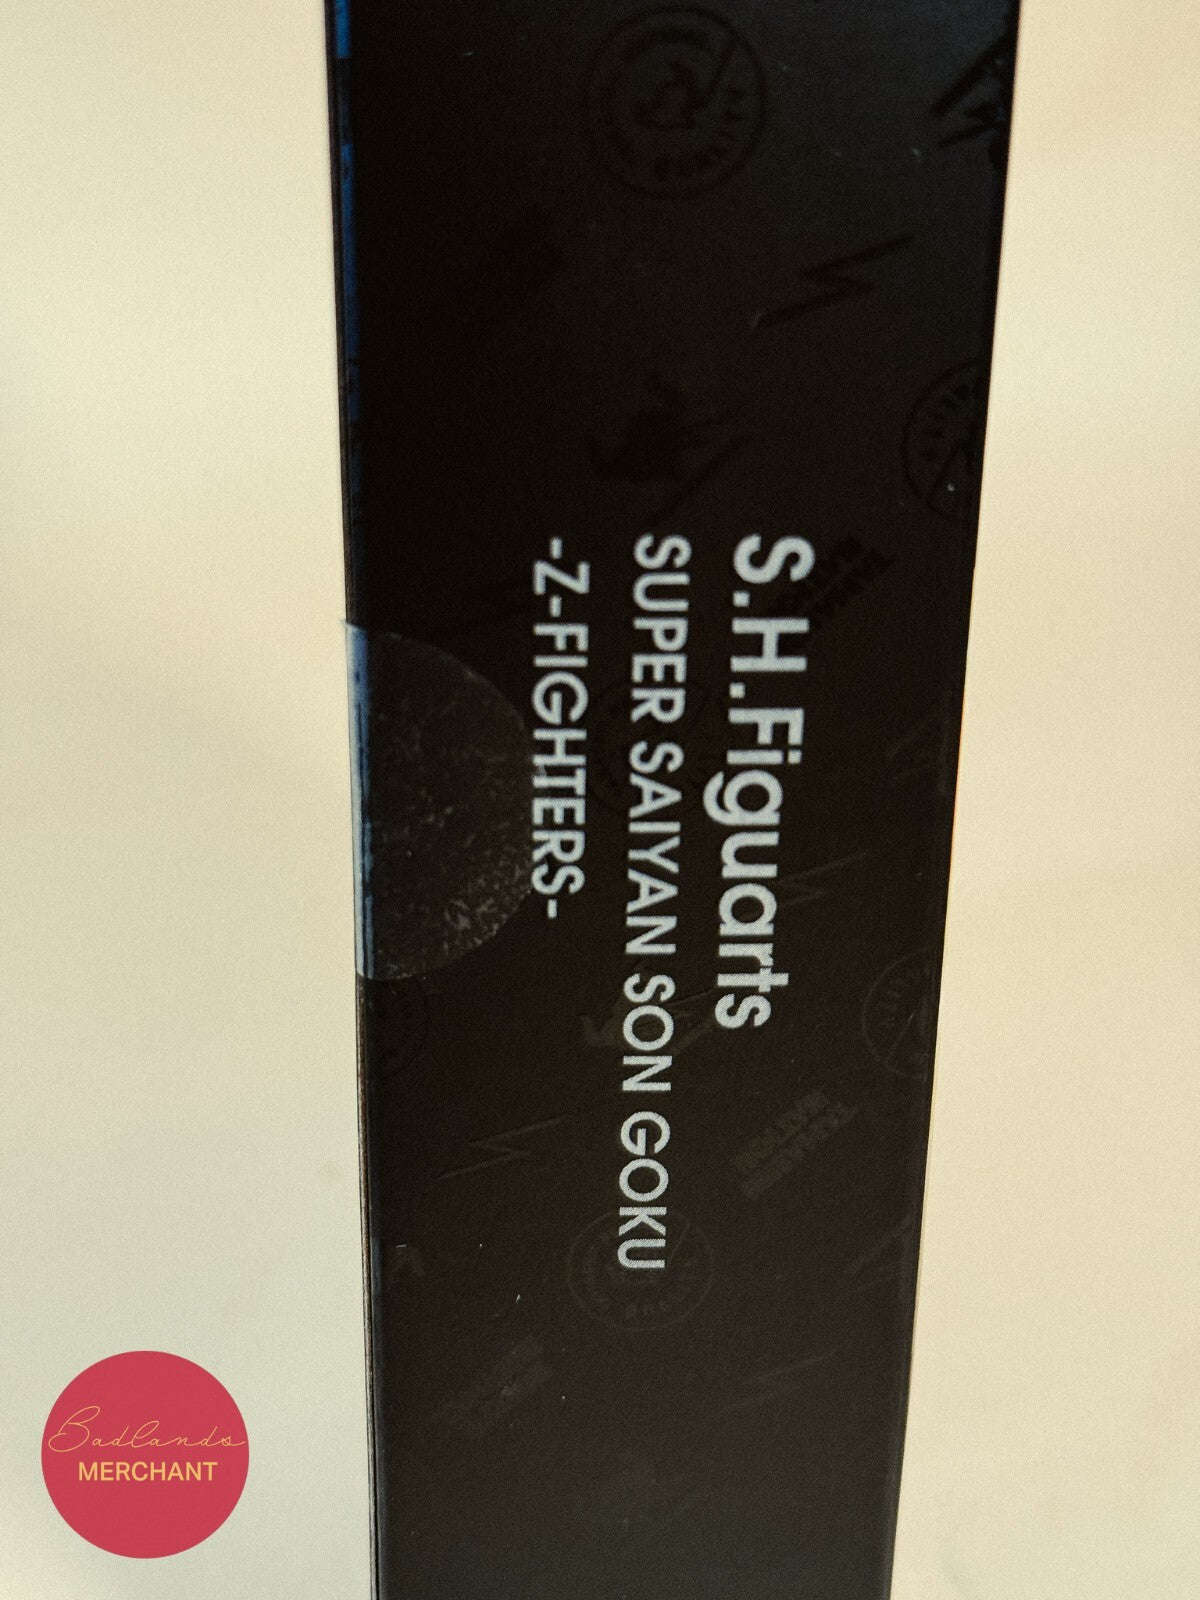 S.H.Figuarts
SUPER SAIYAN SON GOKU
-Z-FIGHTERS-
Badlands
MERCHANT